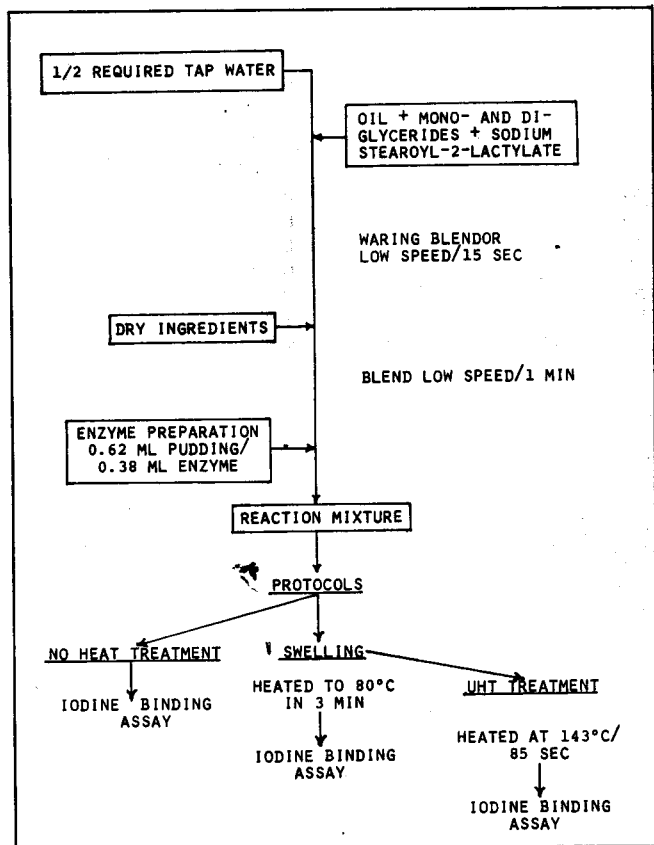 1/2 REQUIRED TAP WATER
OIL + MONO- AND DI-
GLYCERIDES + SODIUM
STEAROYL-2-LACTYLATE
WARING BLENDOR
LOW SPEED/15 SEC
DRY INGREDIENTS
BLEND LOW SPEED/1 MIN
ENZYME PREPARATION
0.62 ML PUDDING/
0.38 ML ENZYME
REACTION MIXTURE
PROTOCOLS
NO HEAT TREATMENT
IODINE BINDING
ASSAY
SWELLING
HEATED TO 80°C
IN 3 MIN
IODINE BINDING
ASSAY
UHT TREATMENT
HEATED AT 143°C/
85 SEC
IODINE BINDING
ASSAY